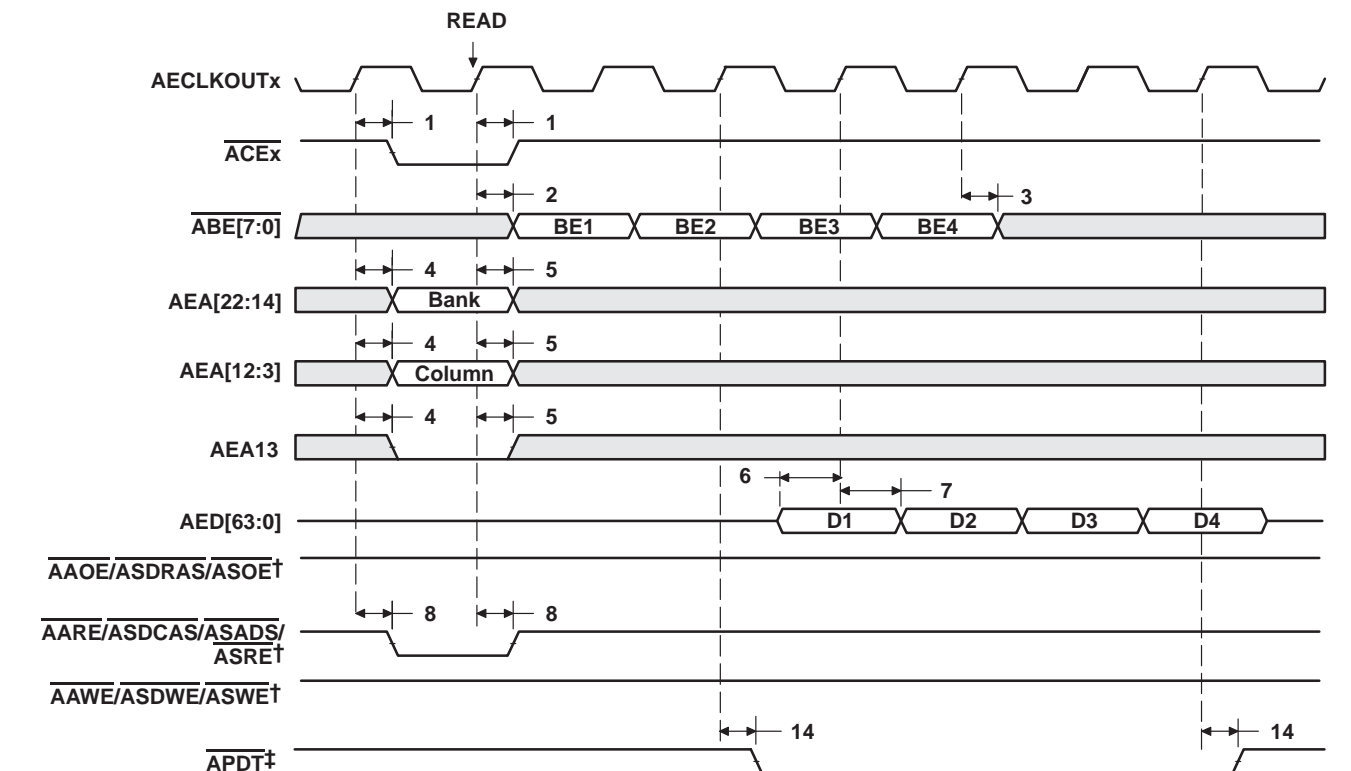 READ
AECLKOUTx
1 1
ACEx
2 3
ABE[7:0] BE1 BE2 BE3 BE4
4 5
AEA[22:14] Bank
4 5
AEA[12:3] Column
4 5
AEA13
6 7
AED[63:0] D1 D2 D3 D4
AAOE/ASDRAS/ASOE†
8 8
AARE/ASDCAS/ASADS/
ASRE†
AAWE/ASDWE/ASWE†
14 14
APDT‡